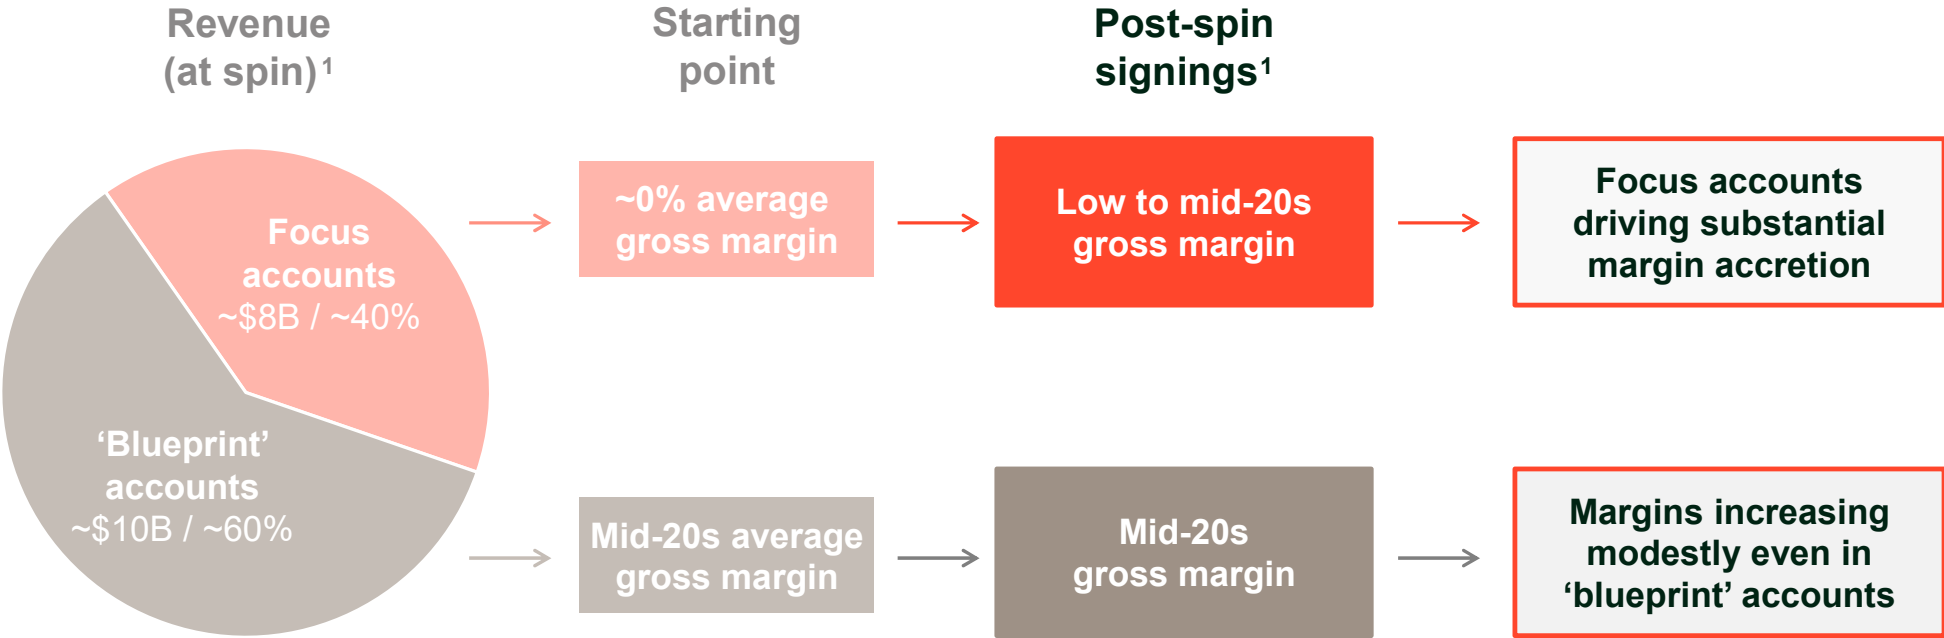 Revenue
(at spin)¹
Starting
point
Post-spin
signings¹
Focus
accounts
~$8B / ~40%
~0% average
gross margin
Low to mid-20s
gross margin
Focus accounts
driving substantial
margin accretion
‘Blueprint’
accounts
~$10B / ~60%
Mid-20s average
gross margin
Mid-20s
gross margin
Margins increasing
modestly even in
‘blueprint’ accounts